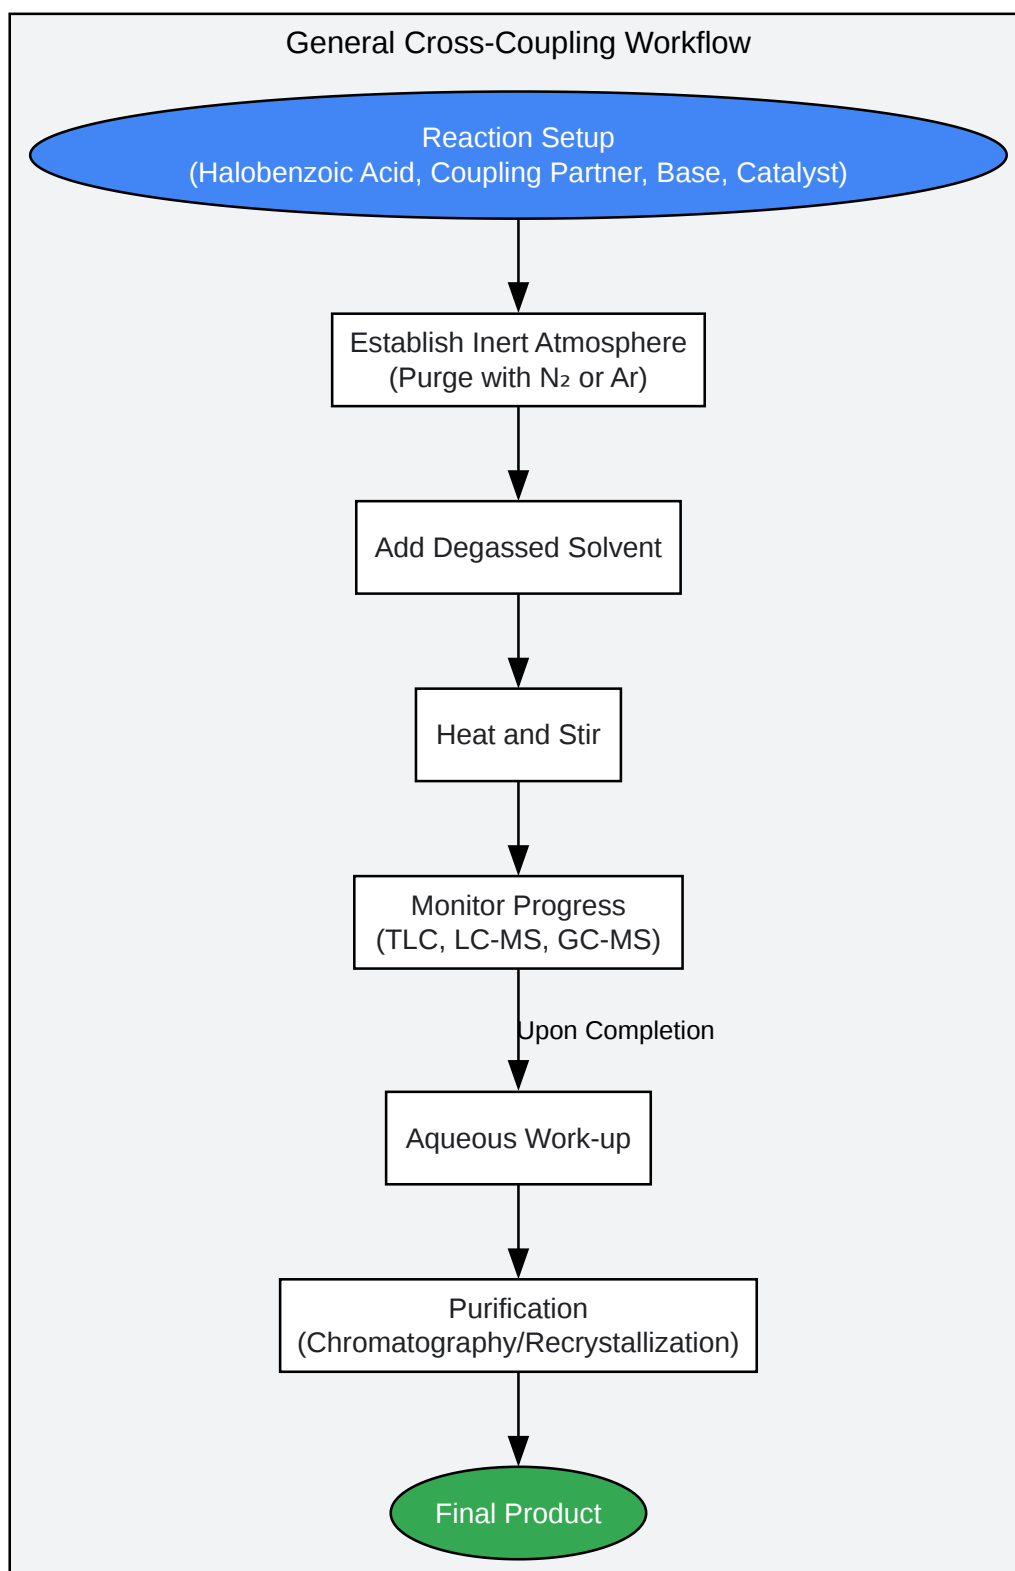 General Cross-Coupling Workflow
Reaction Setup
(Halobenzoic Acid, Coupling Partner, Base, Catalyst)
Establish Inert Atmosphere
(Purge with N₂ or Ar)
Add Degassed Solvent
Heat and Stir
Monitor Progress
(TLC, LC-MS, GC-MS)
Upon Completion
Aqueous Work-up
Purification
(Chromatography/Recrystallization)
Final Product